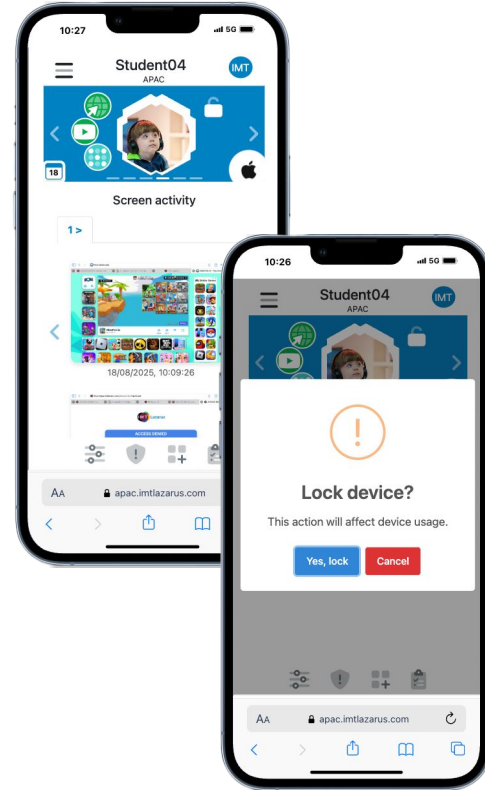 10:27
5G
Student04
APAC
IMT
18
Screen activity
1 >
18/08/2025, 10:09:26
ACCESS DENIED
AA
apac.imtlazarus.com
10:26
5G
Student04
APAC
IMT
Lock device?
This action will affect device usage.
Yes, lock
Cancel
AA
apac.imtlazarus.com